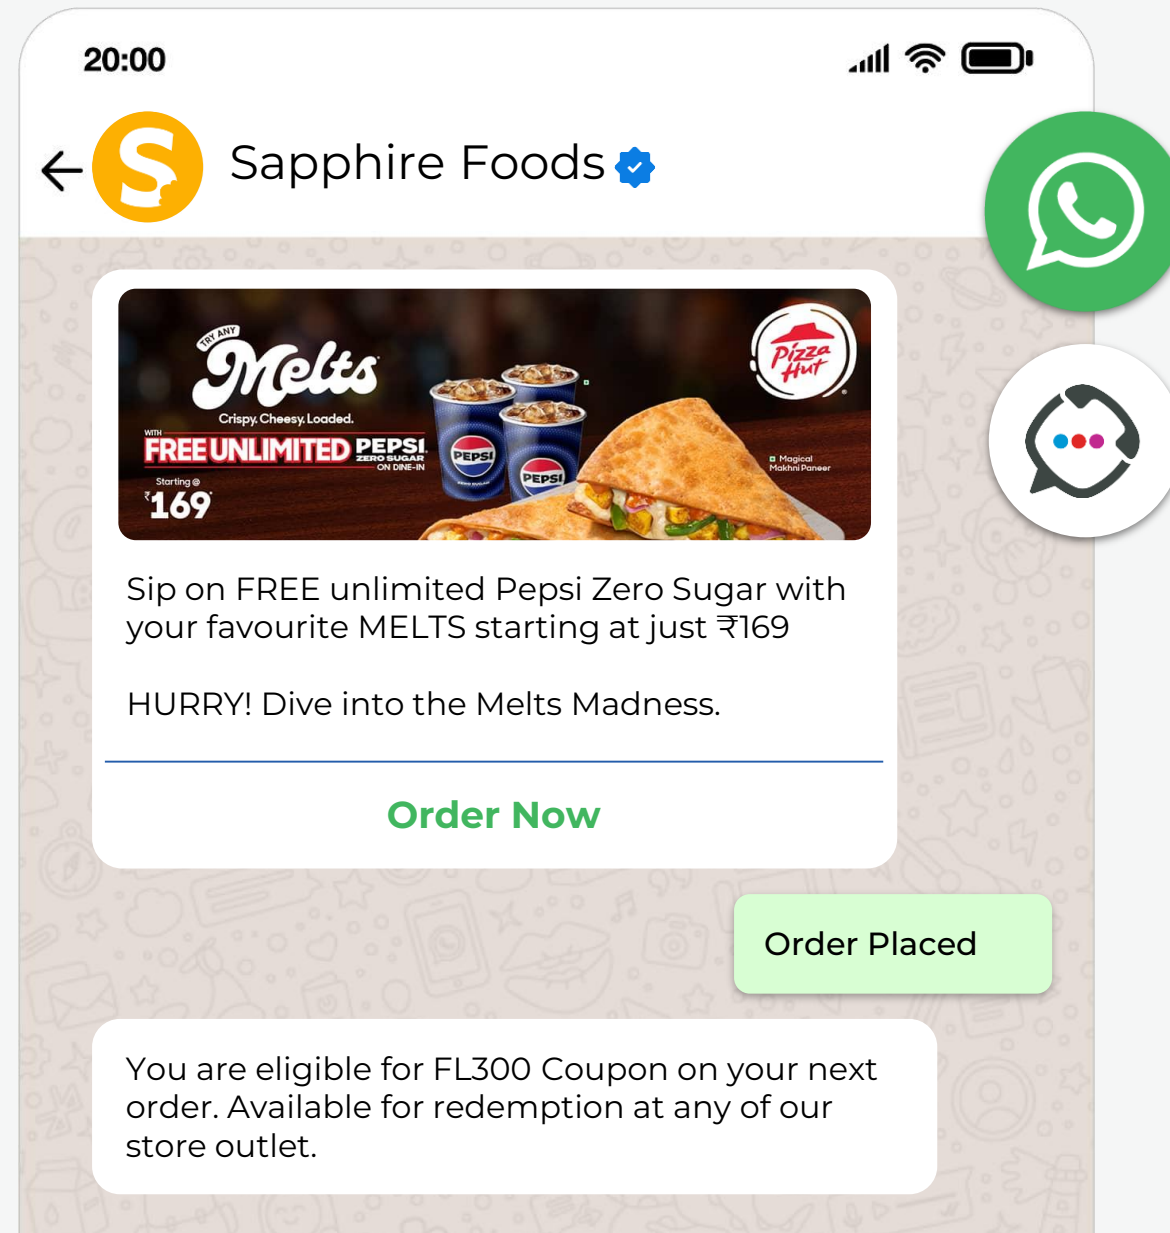 20:00
Sapphire Foods
TRY ANY
Melts
Crispy. Cheesy. Loaded.
WITH
FREE UNLIMITED PEPSI
ZERO SUGAR
ON DINE-IN
Starting @
₹169*
Pizza
Hut
PEPSI
PEPSI
Magical
Makhni Paneer
Sip on FREE unlimited Pepsi Zero Sugar with
your favourite MELTS starting at just ₹169
HURRY! Dive into the Melts Madness.
Order Now
Order Placed
You are eligible for FL300 Coupon on your next
order. Available for redemption at any of our
store outlet.